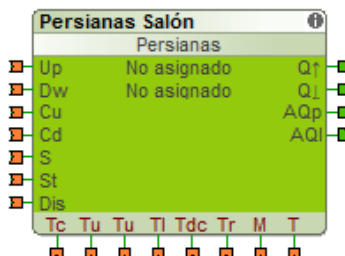 Persianas Salón
Persianas
Up No asignado Q↑
Dw No asignado Q↓
Cu AQp
Cd AQl
S
St
Dis
Tc Tu Tu Tl Tdc Tr M T